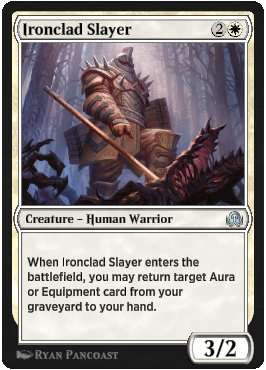 Ironclad Slayer 2
Creature – Human Warrior
When Ironclad Slayer enters the
battlefield, you may return target Aura
or Equipment card from your
graveyard to your hand.
Ryan Pancoast
3/2